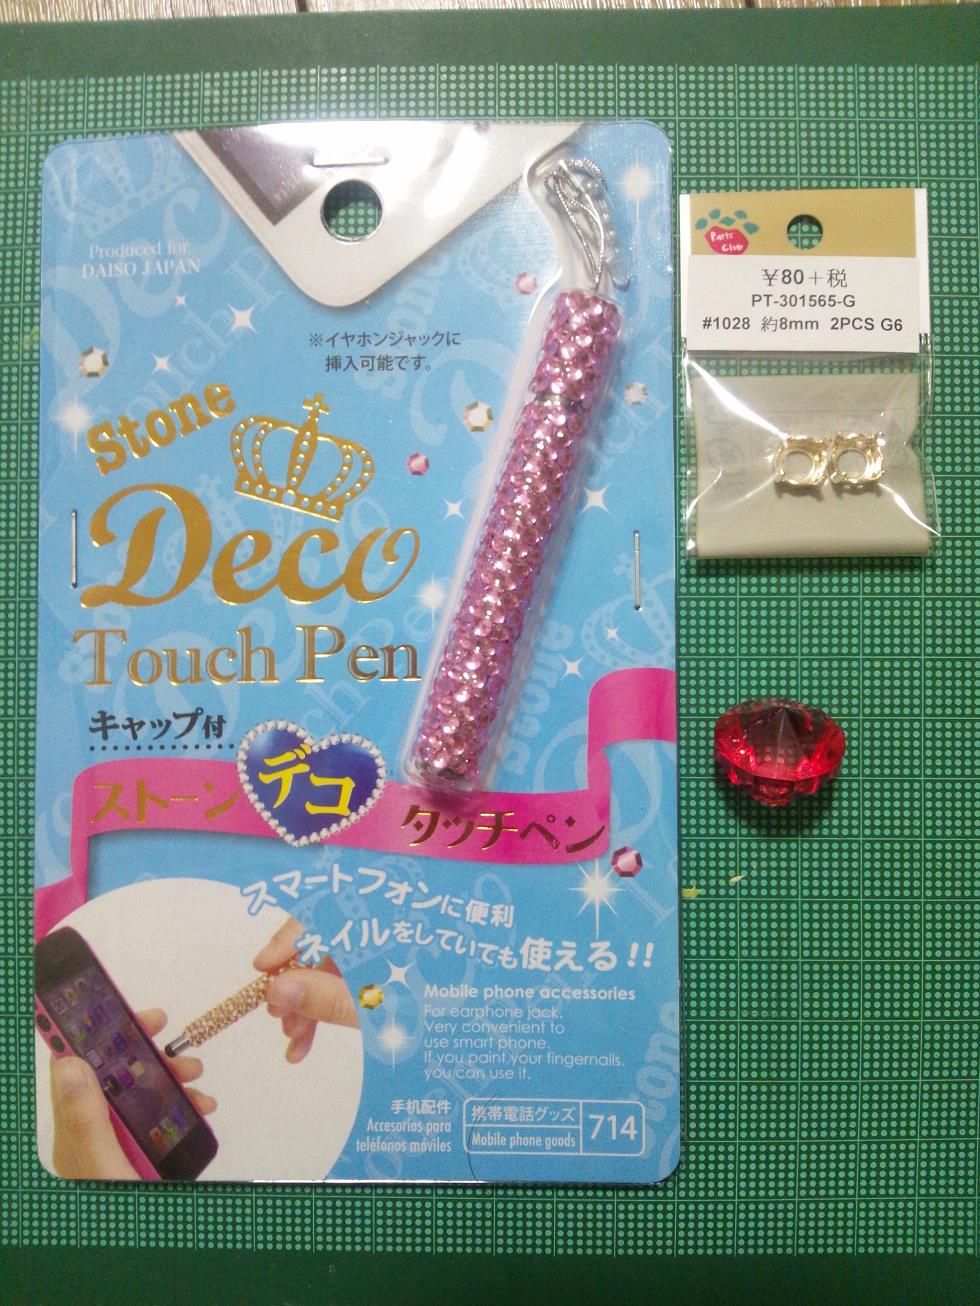 Produced for
DAISO JAPAN
※イヤホンジャックに
挿入可能です。
Stone
Deco
Touch Pen
キャップ付
ストーン
デコ
タッチペン
スマートフォンに便利
ネイルをしていても使える!!
Mobile phone accessories
For earphone jack.
Very convenient to
use smart phone.
If you paint your fingernails,
you can use it.
手机配件
Accesorios para
teléfonos móviles
携帯電話グッズ
Mobile phone goods
714
Parts
Club
¥80+税
PT-301565-G
#1028 約8mm 2PCS G6